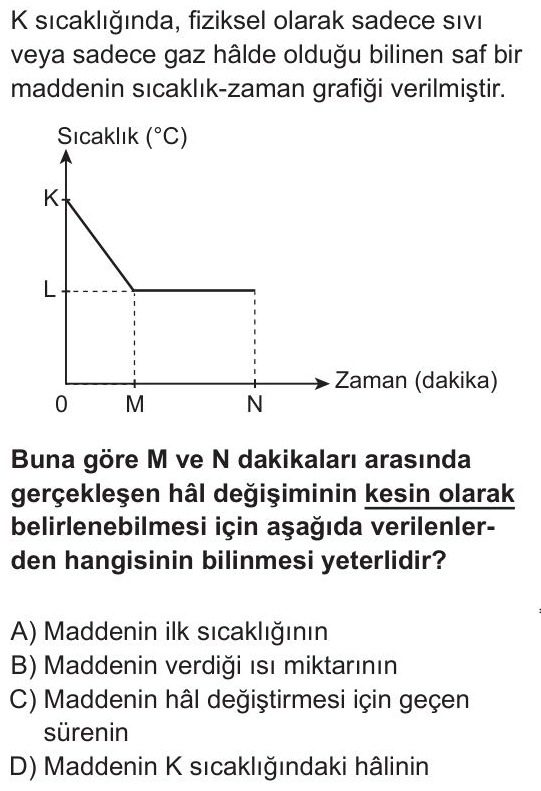 K sıcaklığında, fiziksel olarak sadece sıvı
veya sadece gaz hâlde olduğu bilinen saf bir
maddenin sıcaklık-zaman grafiği verilmiştir.
Sıcaklık (°C)
K
L
Zaman (dakika)
0 M N
Buna göre M ve N dakikaları arasında
gerçekleşen hâl değişiminin kesin olarak
belirlenebilmesi için aşağıda verilenler-
den hangisinin bilinmesi yeterlidir?
A) Maddenin ilk sıcaklığının
B) Maddenin verdiği ısı miktarının
C) Maddenin hâl değiştirmesi için geçen
sürenin
D) Maddenin K sıcaklığındaki hâlinin